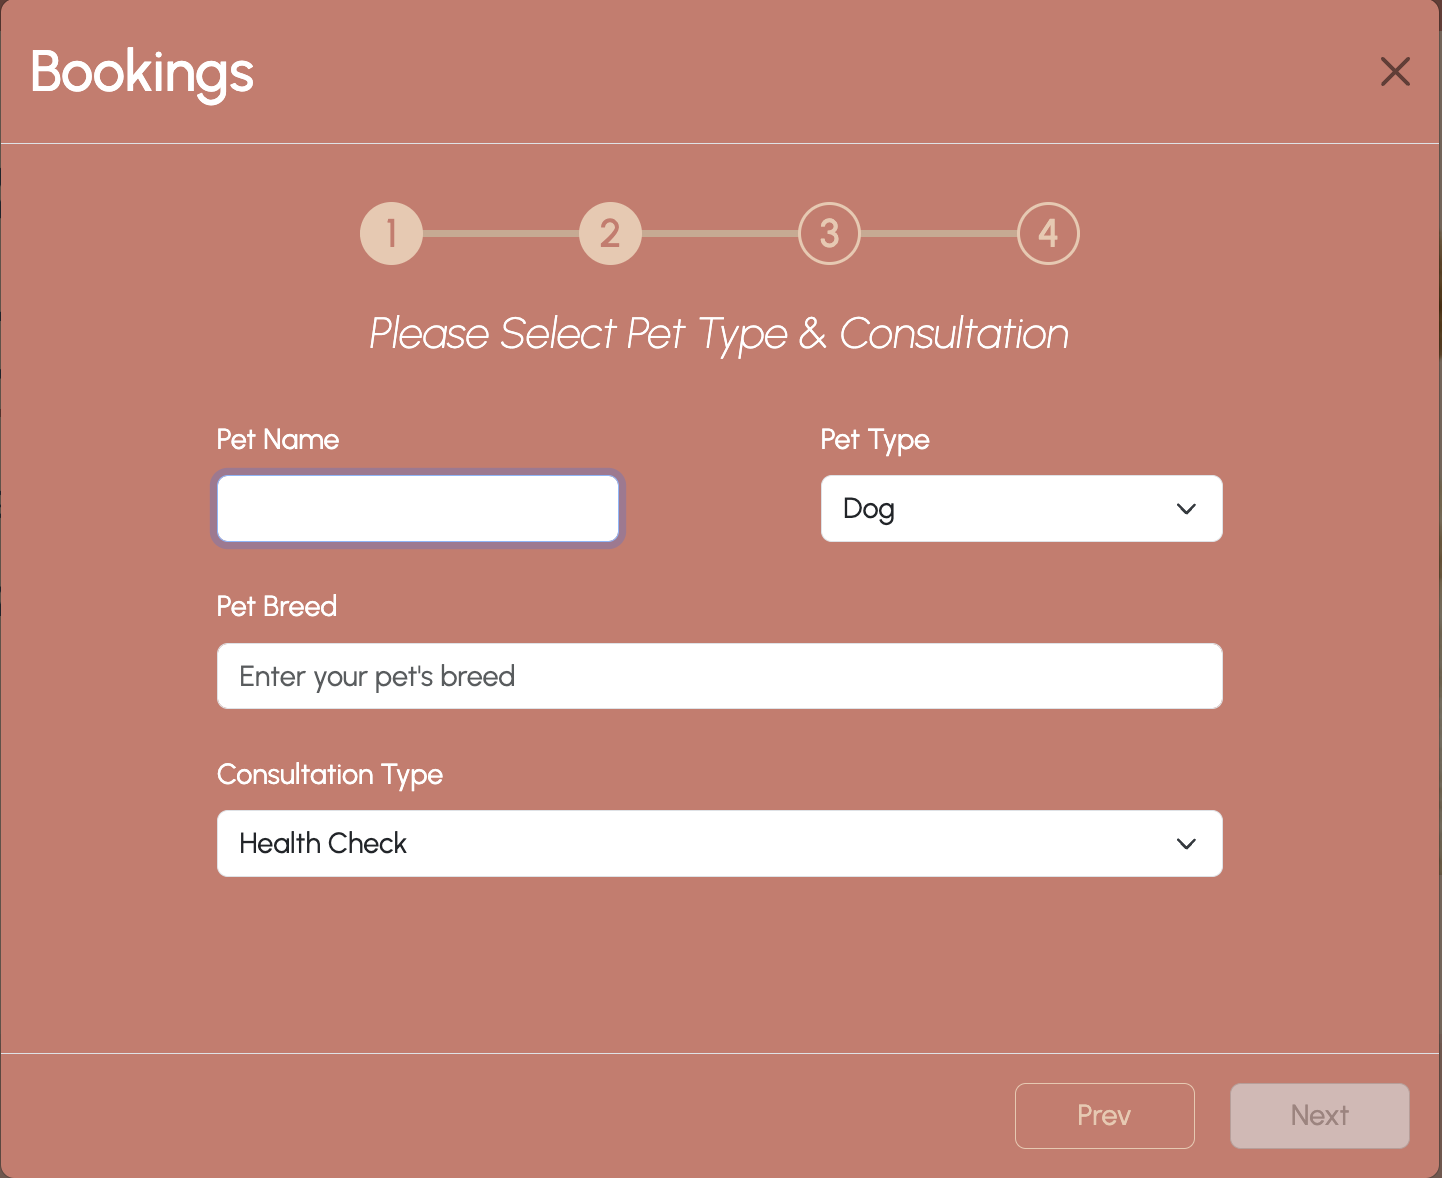 Bookings
1 2 3 4
Please Select Pet Type & Consultation
Pet Name
Pet Type
Dog
Pet Breed
Enter your pet's breed
Consultation Type
Health Check
Prev
Next